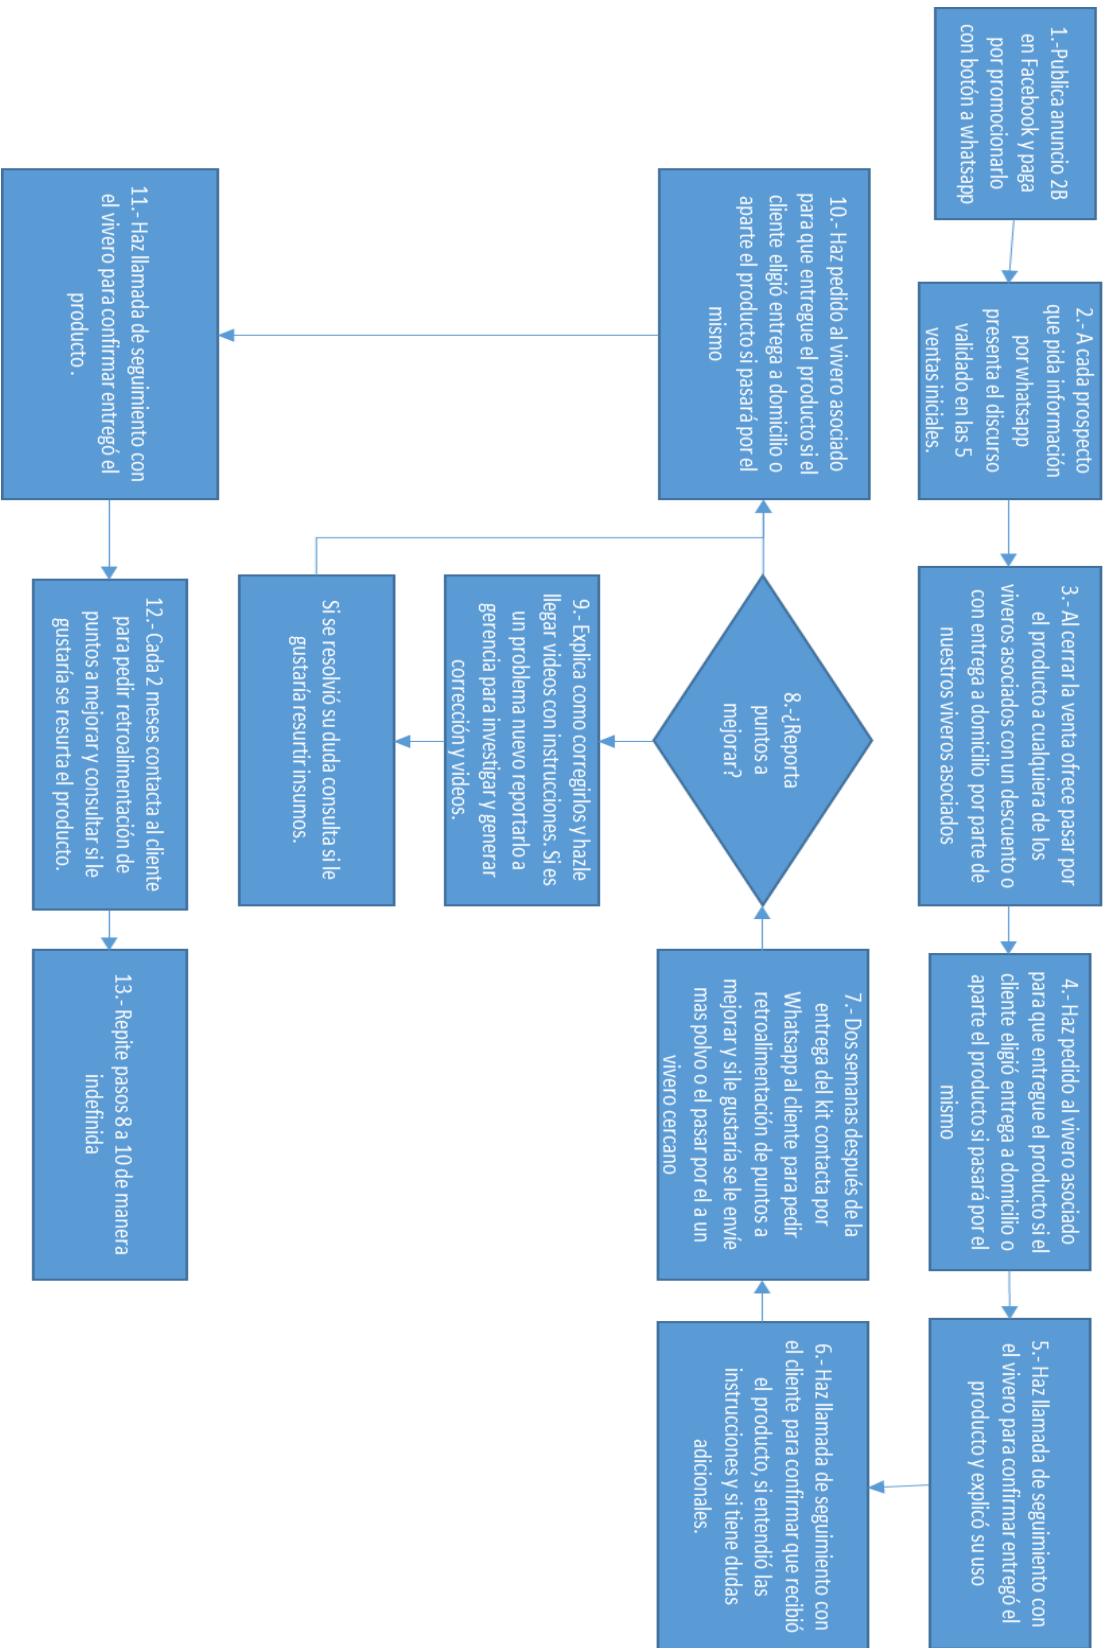 1.-Publica anuncio 2B
en Facebook y paga
por promocionarlo
con botón a whatsapp
2.- A cada prospecto
que pida información
por whatsapp
presenta el discurso
validado en las 5
ventas iniciales.
3.- Al cerrar la venta ofrece pasar por
el producto a cualquiera de los
viveros asociados con un descuento o
con entrega a domicilio por parte de
nuestros viveros asociados
4.- Haz pedido al vivero asociado
para que entregue el producto si el
cliente eligió entrega a domicilio o
aparte el producto si pasará por el
mismo
5.- Haz llamada de seguimiento con
el vivero para confirmar entregó el
producto y explicó su uso
6.- Haz llamada de seguimiento con
el cliente para confirmar que recibió
el producto, si entendió las
instrucciones y si tiene dudas
adicionales.
7.- Dos semanas después de la
entrega del kit contacta por
Whatsapp al cliente para pedir
retroalimentación de puntos a
mejorar y si le gustaría se le envíe
mas polvo o el pasar por el a un
vivero cercano
8.-¿Reporta
puntos a
mejorar?
9.- Explica como corregirlos y hazle
llegar videos con instrucciones. Si es
un problema nuevo reportarlo a
gerencia para investigar y generar
corrección y videos.
Si se resolvió su duda consulta si le
gustaría resurtir insumos.
10.- Haz pedido al vivero asociado
para que entregue el producto si el
cliente eligió entrega a domicilio o
aparte el producto si pasará por el
mismo
11.- Haz llamada de seguimiento con
el vivero para confirmar entregó el
producto.
12.- Cada 2 meses contacta al cliente
para pedir retroalimentación de
puntos a mejorar y consultar si le
gustaría se resurta el producto.
13.- Repite pasos 8 a 10 de manera
indefinida